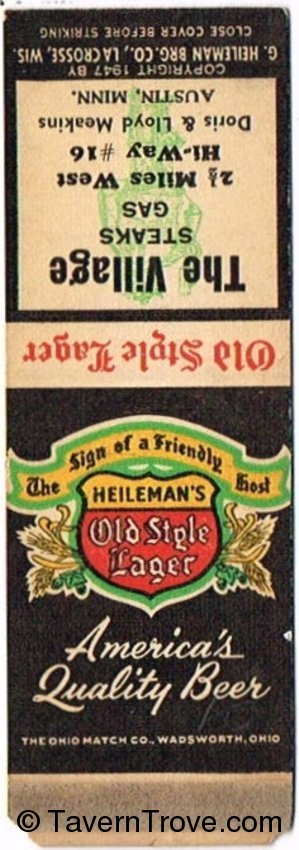 The Village
STEAKS
GAS
2½ Miles West
Hi-Way #16
Doris & Lloyd Meakins
AUSTIN, MINN.
COPYRIGHT 1947 BY
G. HEILEMAN BRG.CO., LA CROSSE, WIS.
CLOSE COVER BEFORE STRIKING
Old Style Lager
The Sign of a Friendly Host
HEILEMAN'S
Old Style
Lager
America's
Quality Beer
THE OHIO MATCH CO., WADSWORTH, OHIO
© TavernTrove.com